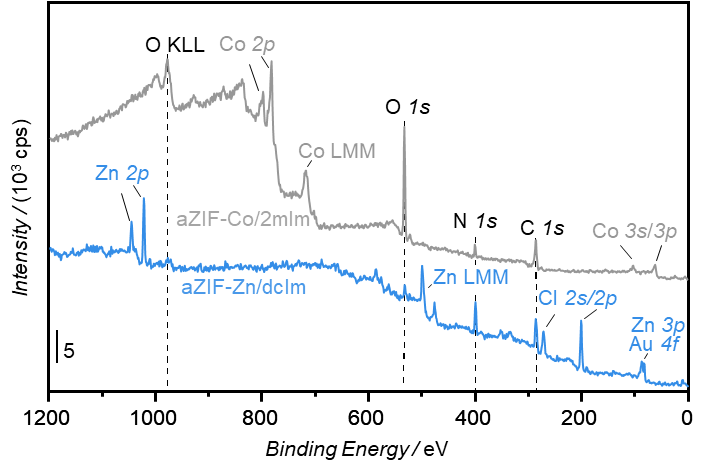 O KLL
Co 2p
O 1s
Co LMM
Zn 2p
aZIF-Co/2mIm
N 1s
C 1s
Co 3s/3p
aZIF-Zn/dcIm
Zn LMM
Cl 2s/2p
Zn 3p
Au 4f
5
Intensity / (10³ cps)
1200
1000
800
600
400
200
0
Binding Energy / eV